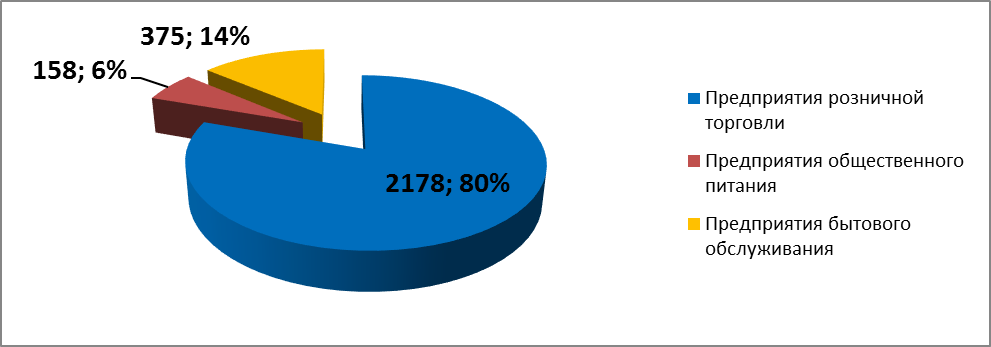 375; 14%
158; 6%
2178; 80%
Предприятия розничной
торговли
Предприятия общественного
питания
Предприятия бытового
обслуживания